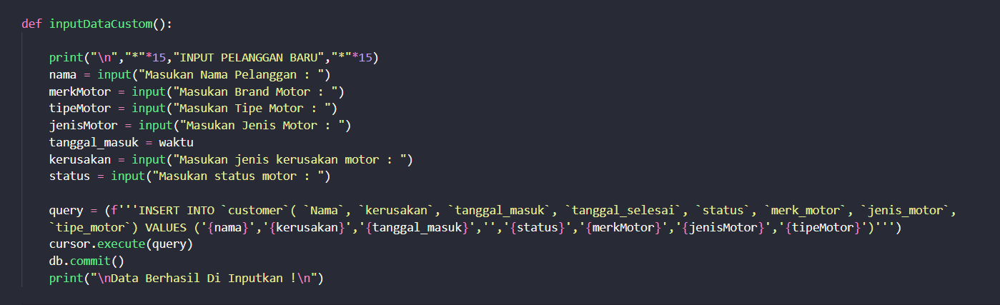 def inputDataCustom():
print("\n","*"*15,"INPUT PELANGGAN BARU","*"*15)
nama = input("Masukan Nama Pelanggan : ")
merkMotor = input("Masukan Brand Motor : ")
tipeMotor = input("Masukan Tipe Motor : ")
jenisMotor = input("Masukan Jenis Motor : ")
tanggal_masuk = waktu
kerusakan = input("Masukan jenis kerusakan motor : ")
status = input("Masukan status motor : ")
query = (f'''INSERT INTO `customer`( `Nama`, `kerusakan`, `tanggal_masuk`, `tanggal_selesai`, `status`, `merk_motor`, `jenis_motor`,
`tipe_motor`) VALUES ('{nama}','{kerusakan}','{tanggal_masuk}','','{status}','{merkMotor}','{jenisMotor}','{tipeMotor}')''')
cursor.execute(query)
db.commit()
print("\nData Berhasil Di Inputkan !\n")